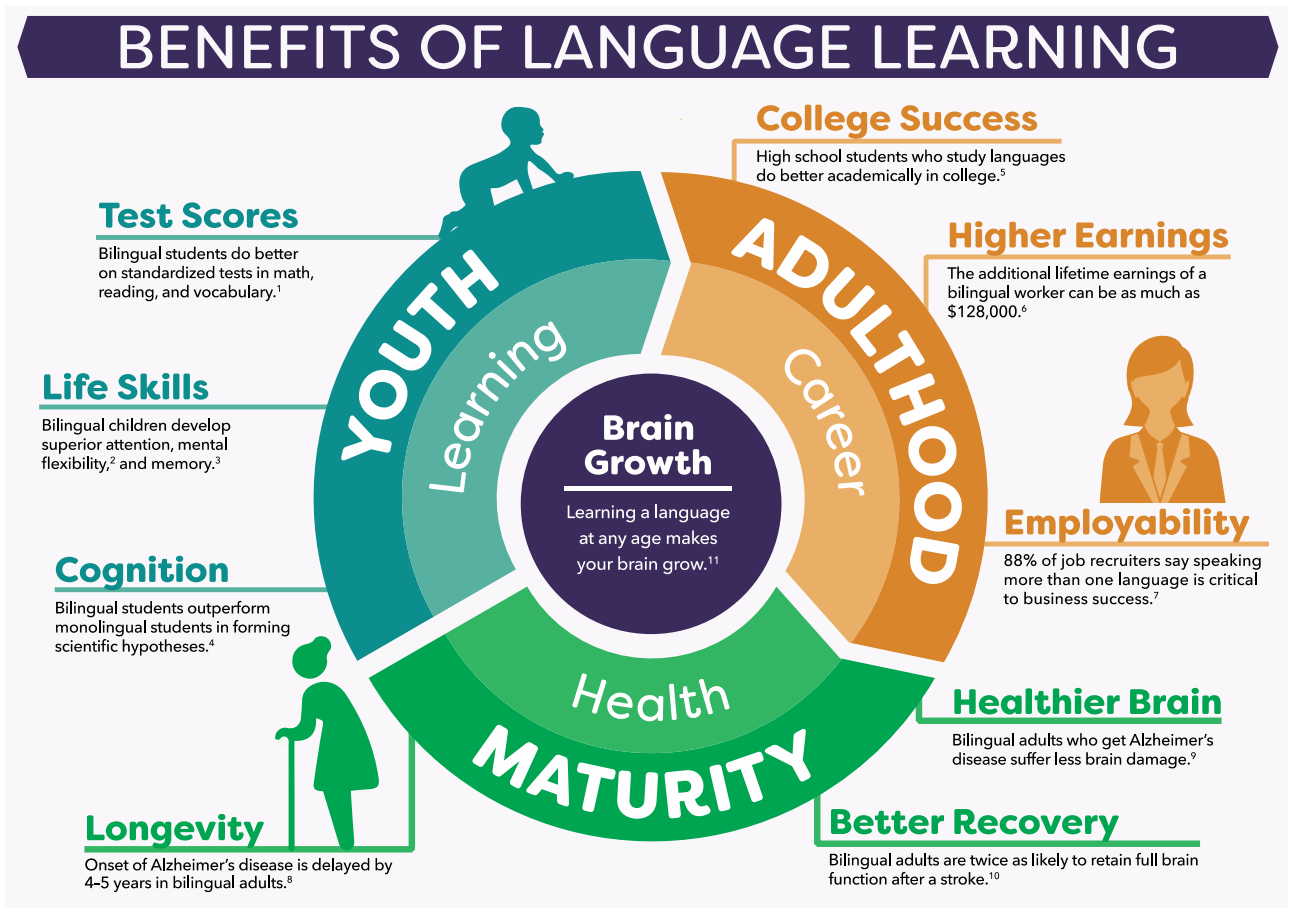 BENEFITS OF LANGUAGE LEARNING
Test Scores
Bilingual students do better
on standardized tests in math,
reading, and vocabulary.¹
Life Skills
Bilingual children develop
superior attention, mental
flexibility,² and memory.³
Cognition
Bilingual students outperform
monolingual students in forming
scientific hypotheses.⁴
YOUTH
Learning
College Success
High school students who study languages
do better academically in college.⁵
Higher Earnings
The additional lifetime earnings of a
bilingual worker can be as much as
$128,000.⁶
Employability
88% of job recruiters say speaking
more than one language is critical
to business success.⁷
ADULTHOOD
Career
Brain
Growth
Learning a language
at any age makes
your brain grow.¹¹
Health
MATURITY
Longevity
Onset of Alzheimer’s disease is delayed by
4–5 years in bilingual adults.⁸
Healthier Brain
Bilingual adults who get Alzheimer’s
disease suffer less brain damage.⁹
Better Recovery
Bilingual adults are twice as likely to retain full brain
function after a stroke.¹⁰